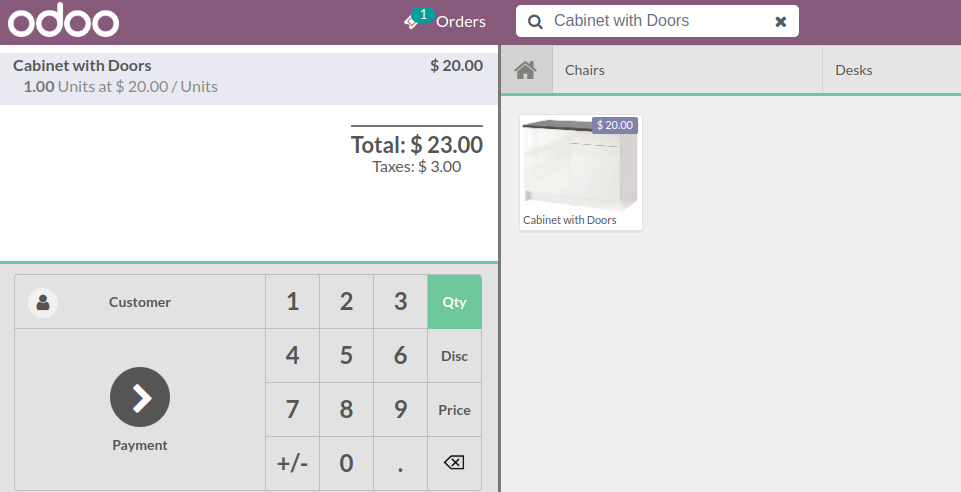 odoo
1
Orders
Cabinet with Doors
Cabinet with Doors $ 20.00
1.00 Units at $ 20.00 / Units
Total: $ 23.00
Taxes: $ 3.00
Chairs
Desks
$ 20.00
Cabinet with Doors
Customer
1 2 3 Qty
4 5 6 Disc
7 8 9 Price
Payment
+/- 0 .